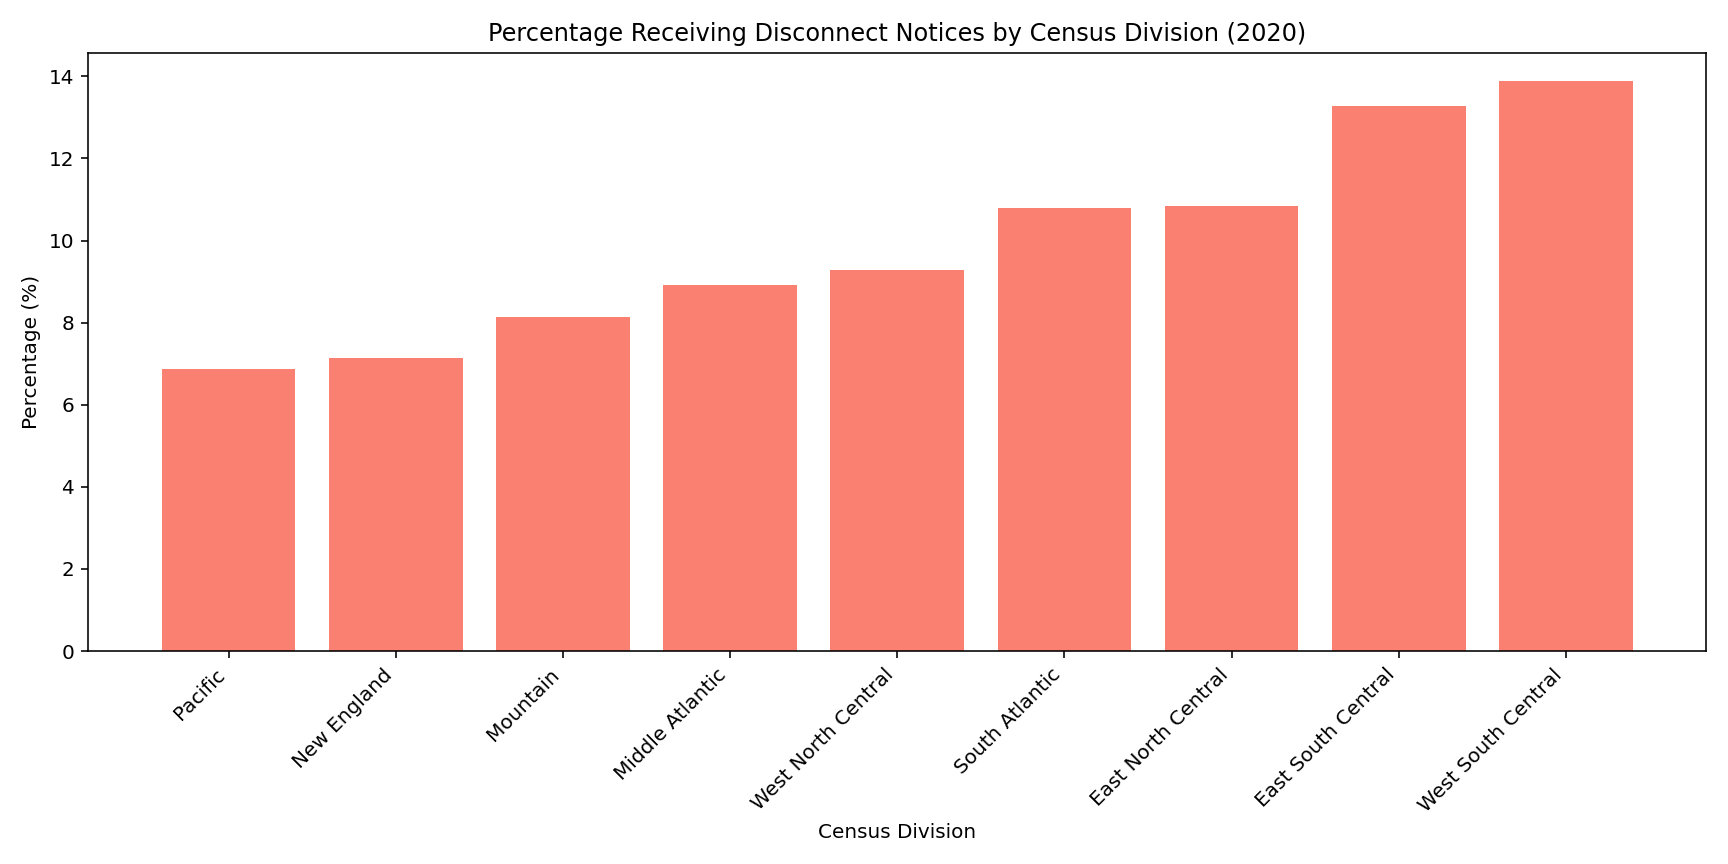 Percentage Receiving Disconnect Notices by Census Division (2020)
Percentage (%)
14
12
10
8
6
4
2
0
Pacific
New England
Mountain
Middle Atlantic
West North Central
South Atlantic
East North Central
East South Central
West South Central
Census Division